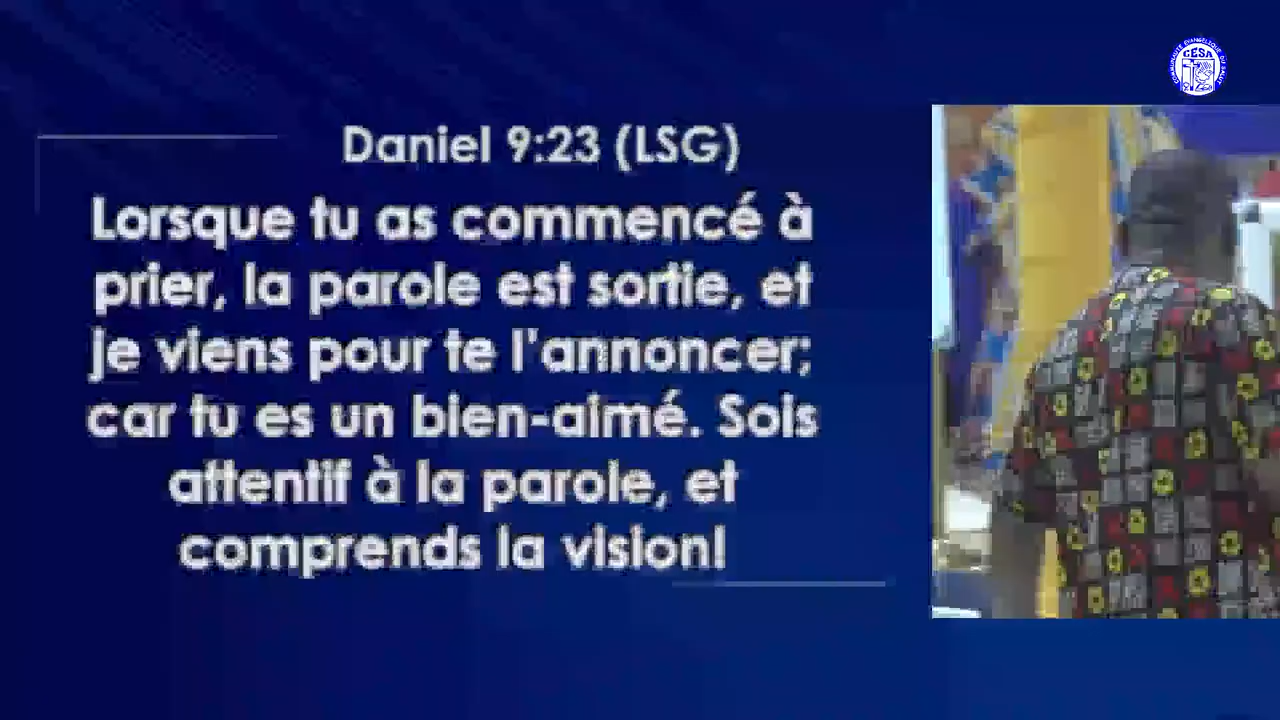 CESA
Daniel 9:23 (LSG)
Lorsque tu as commencé à
prier, la parole est sortie, et
je viens pour te l'annoncer;
car tu es un bien-aimé. Sois
attentif à la parole, et
comprends la vision!